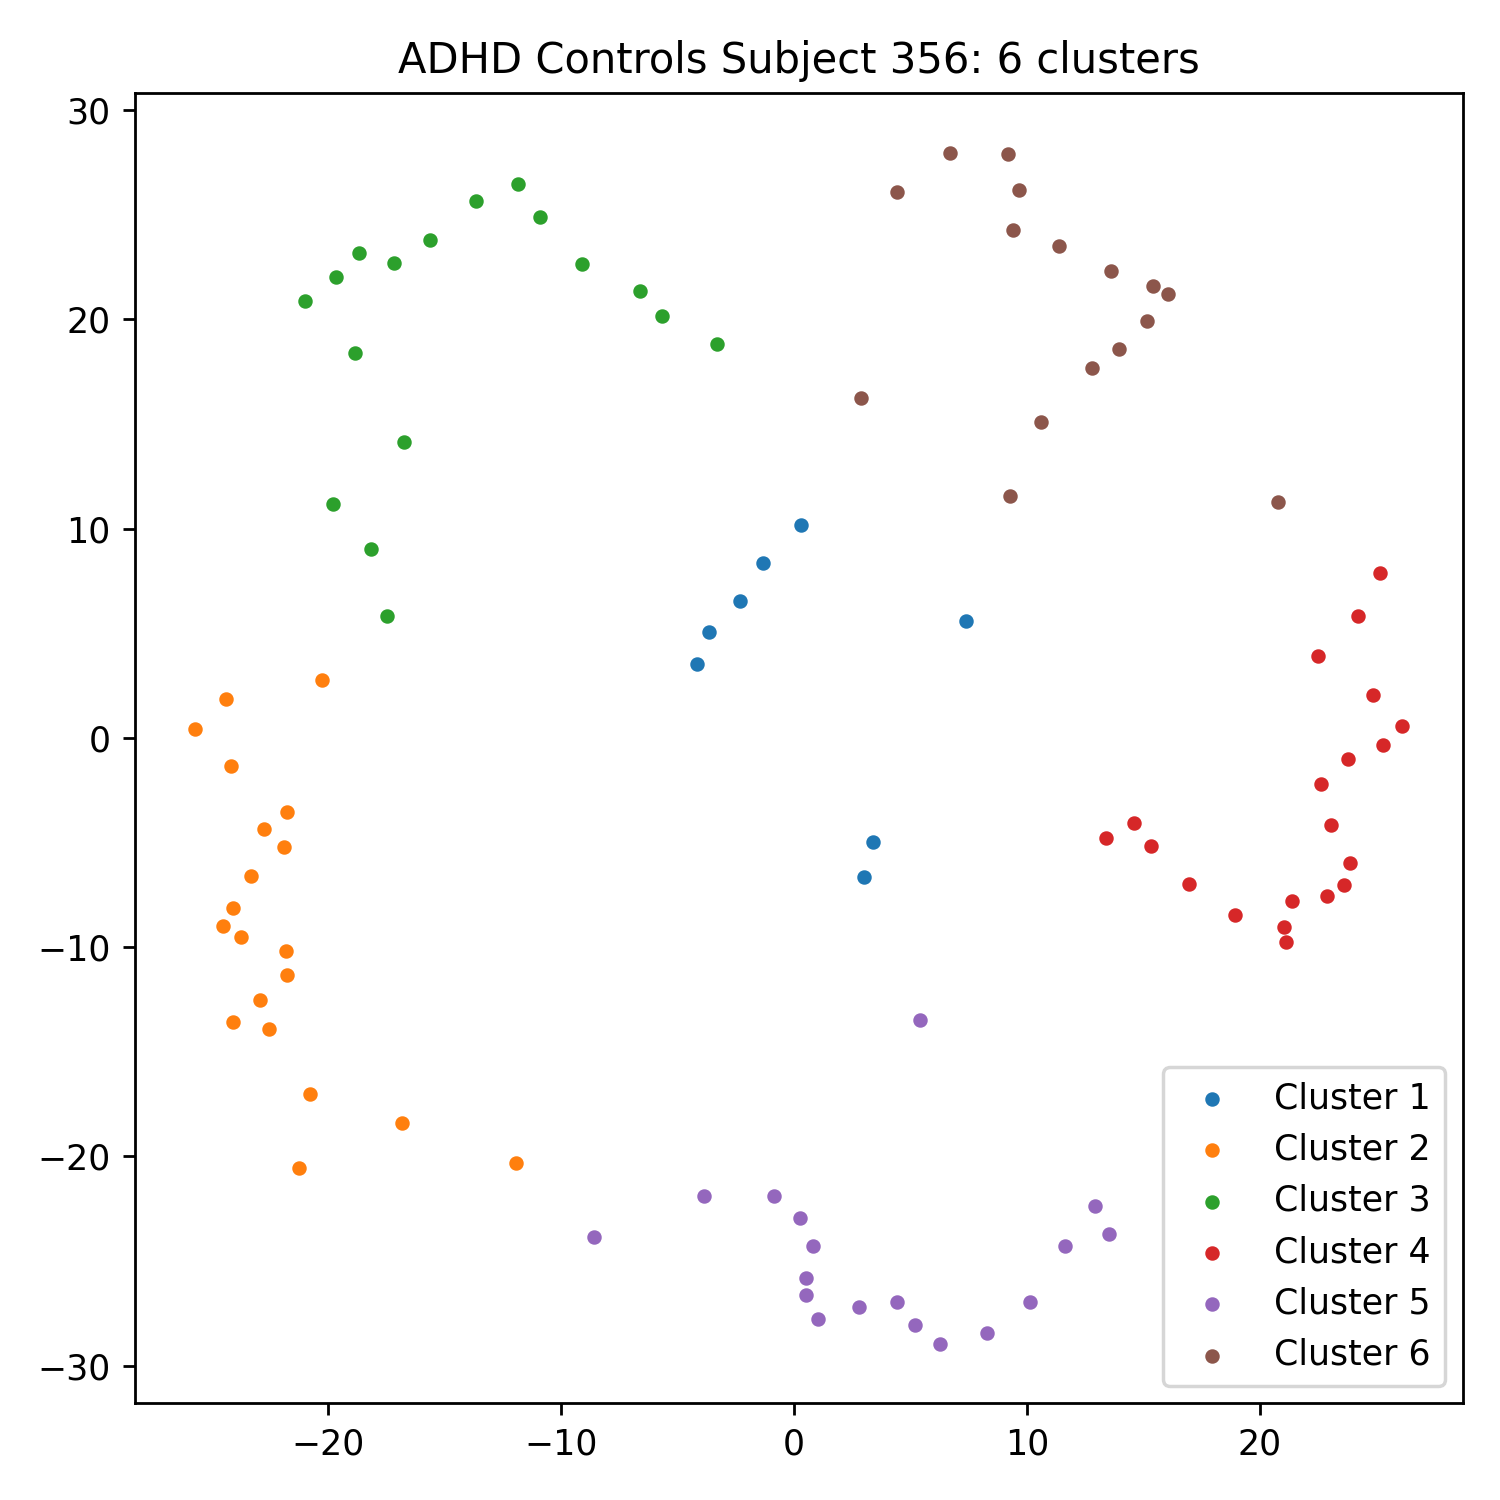 ADHD Controls Subject 356: 6 clusters
30
20
10
0
−10
−20
−30
−20
−10
0
10
20
Cluster 1
Cluster 2
Cluster 3
Cluster 4
Cluster 5
Cluster 6